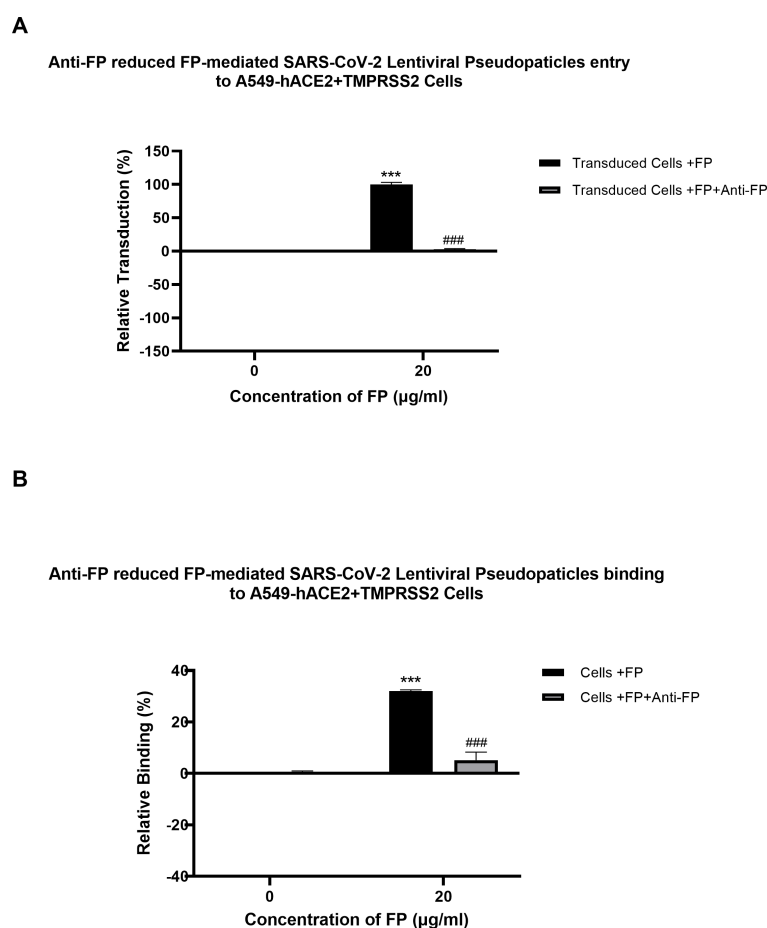 A
Anti-FP reduced FP-mediated SARS-CoV-2 Lentiviral Pseudopaticles entry
to A549-hACE2+TMPRSS2 Cells
Relative Transduction (%)
150
100
50
0
-50
-100
-150
***
###
0
20
Concentration of FP (μg/ml)
Transduced Cells +FP
Transduced Cells +FP+Anti-FP
B
Anti-FP reduced FP-mediated SARS-CoV-2 Lentiviral Pseudopaticles binding
to A549-hACE2+TMPRSS2 Cells
Relative Binding (%)
40
20
0
-20
-40
***
###
0
20
Concentration of FP (μg/ml)
Cells +FP
Cells +FP+Anti-FP